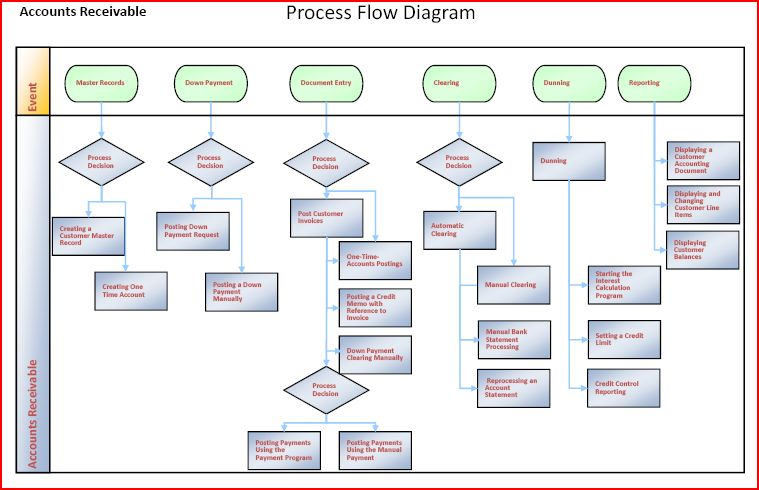 Accounts Receivable
Process Flow Diagram
Event
Master Records
Down Payment
Document Entry
Clearing
Dunning
Reporting
Accounts Receivable
Process
Decision
Creating a
Customer Master
Record
Creating One
Time Account
Process
Decision
Posting Down
Payment Request
Posting a Down
Payment
Manually
Process
Decision
Post Customer
Invoices
One-Time-
Accounts Postings
Posting a Credit
Memo with
Reference to
Invoice
Down Payment
Clearing Manually
Process
Decision
Posting Payments
Using the
Payment Program
Posting Payments
Using the Manual
Payment
Process
Decision
Automatic
Clearing
Manual Clearing
Manual Bank
Statement
Processing
Reprocessing an
Account
Statement
Dunning
Starting the
Interest
Calculation
Program
Setting a Credit
Limit
Credit Control
Reporting
Displaying a
Customer
Accounting
Document
Displaying and
Changing
Customer Line
Items
Displaying
Customer
Balances